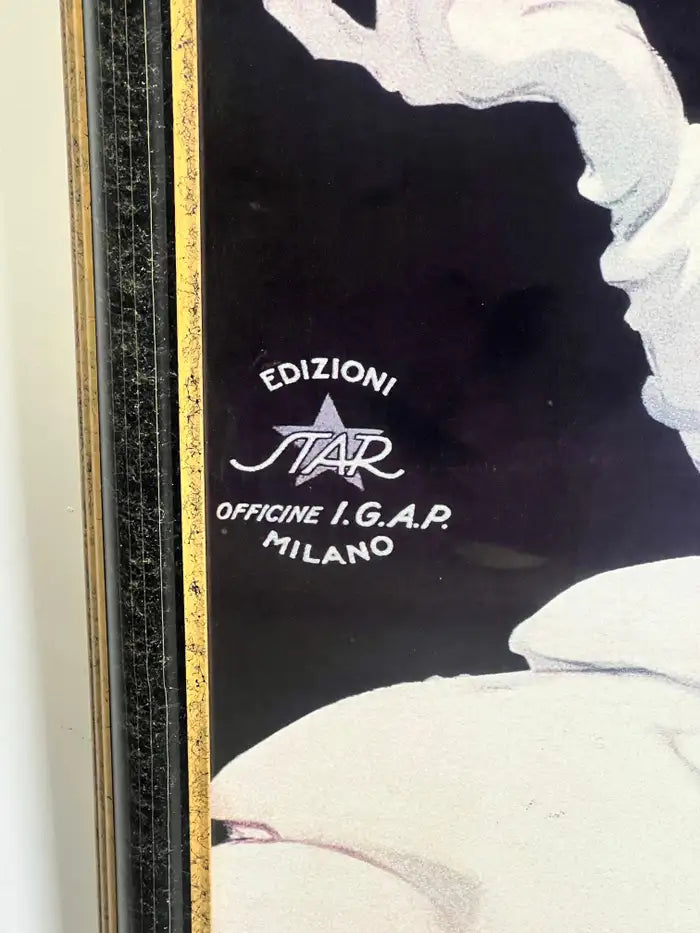 EDIZIONI
STAR
OFFICINE I.G.A.P.
MILANO